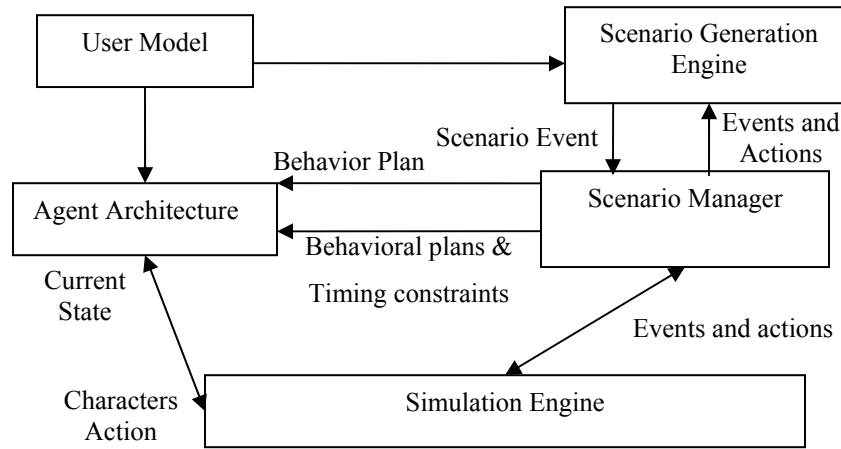 User Model
Scenario Generation
Engine
Scenario Event
Events and
Actions
Behavior Plan
Agent Architecture
Scenario Manager
Behavioral plans &
Timing constraints
Current
State
Events and actions
Characters
Action
Simulation Engine